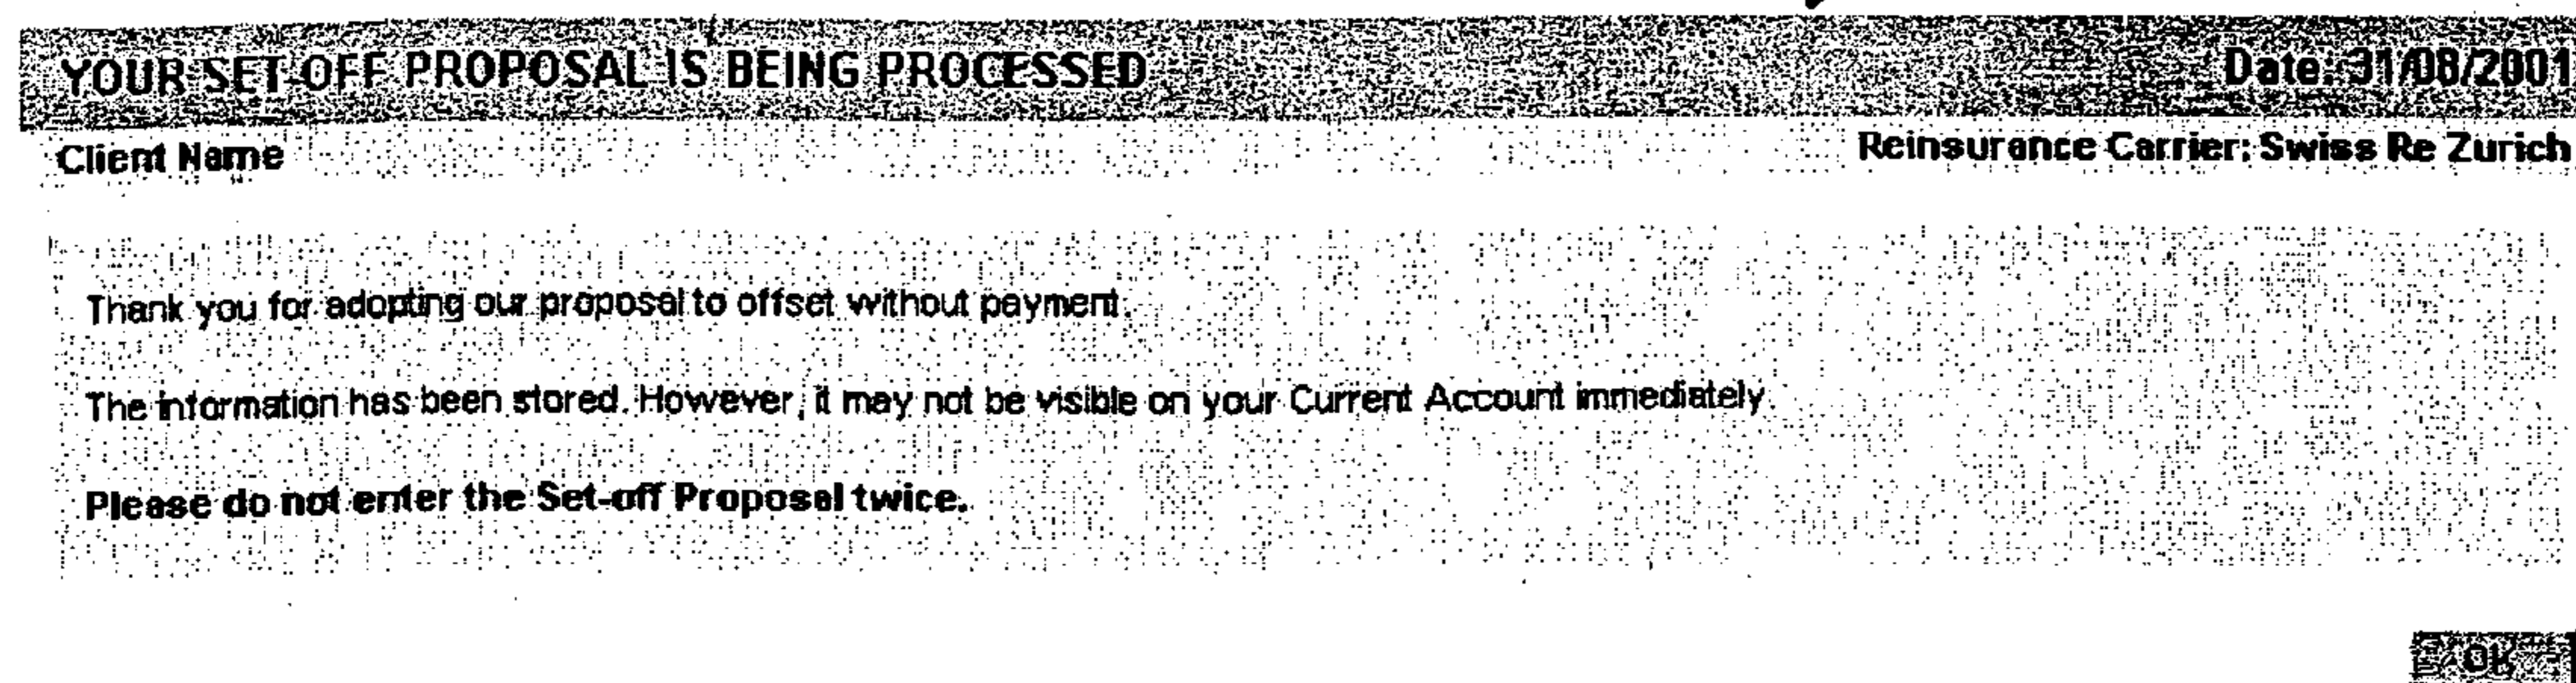 YOUR SET-OFF PROPOSAL IS BEING PROCESSED Date: 31/08/2001
Client Name Reinsurance Carrier: Swiss Re Zurich
Thank you for adopting our proposal to offset without payment.
The information has been stored. However, it may not be visible on your Current Account immediately.
Please do not enter the Set-off Proposal twice.
OK